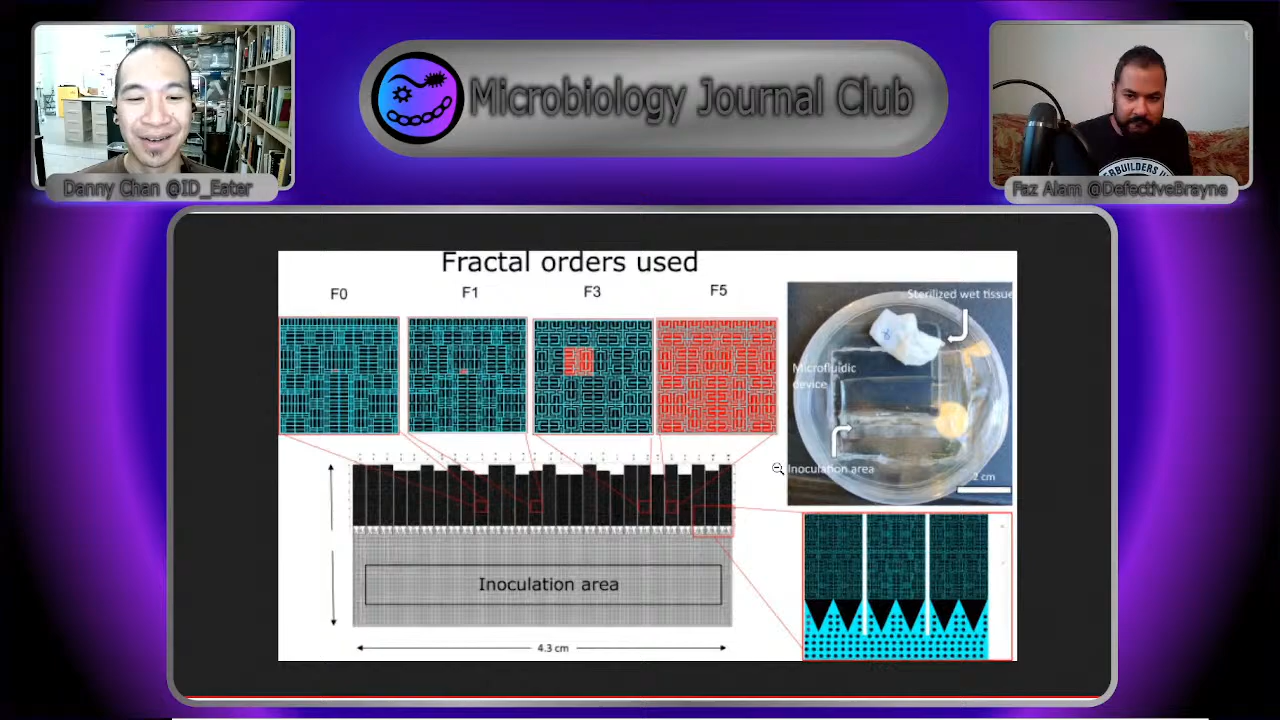 Microbiology Journal Club
Danny Chan @ID_Eater
Faz Alam @DefectiveBrayne
Fractal orders used
F0
F1
F3
F5
Sterilized wet tissue
Microfluidic
device
Inoculation area
2 cm
Inoculation area
4.3 cm